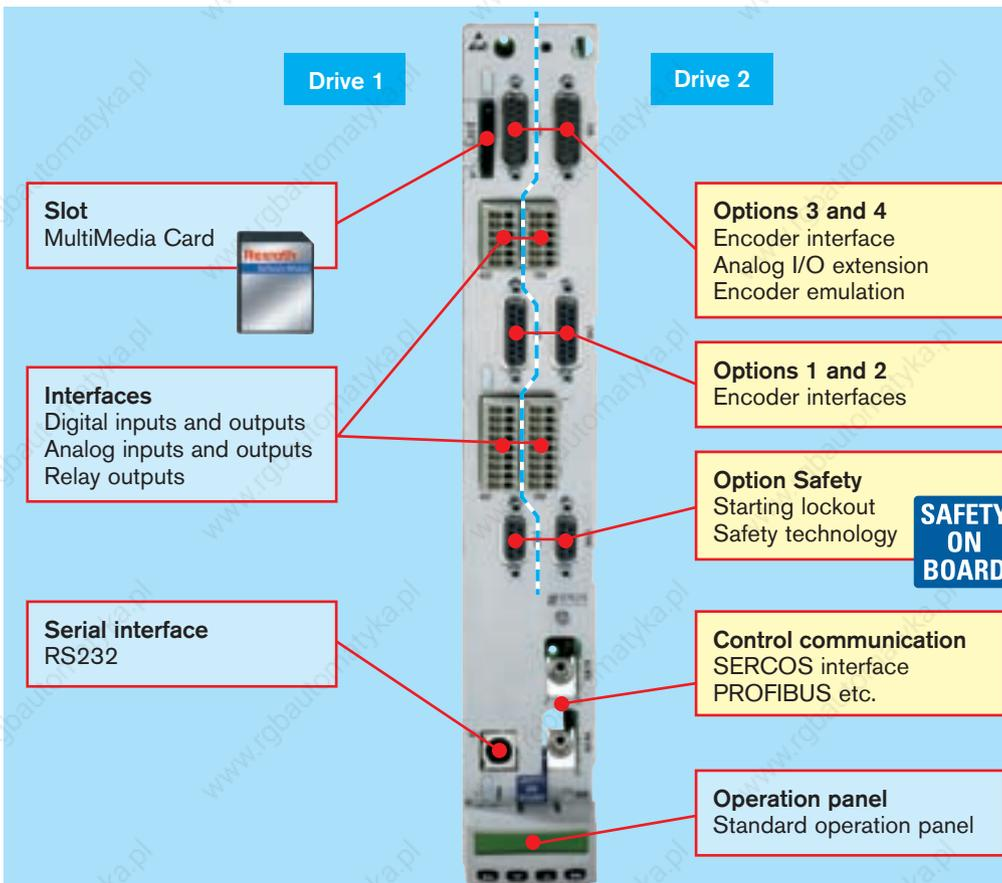 Drive 1
Drive 2
Slot
MultiMedia Card
Rexroth
Interfaces
Digital inputs and outputs
Analog inputs and outputs
Relay outputs
Serial interface
RS232
Options 3 and 4
Encoder interface
Analog I/O extension
Encoder emulation
Options 1 and 2
Encoder interfaces
Option Safety
Starting lockout
Safety technology
SAFETY
ON
BOARD
Control communication
SERCOS interface
PROFIBUS etc.
Operation panel
Standard operation panel
www.rgbautomatyka.pl